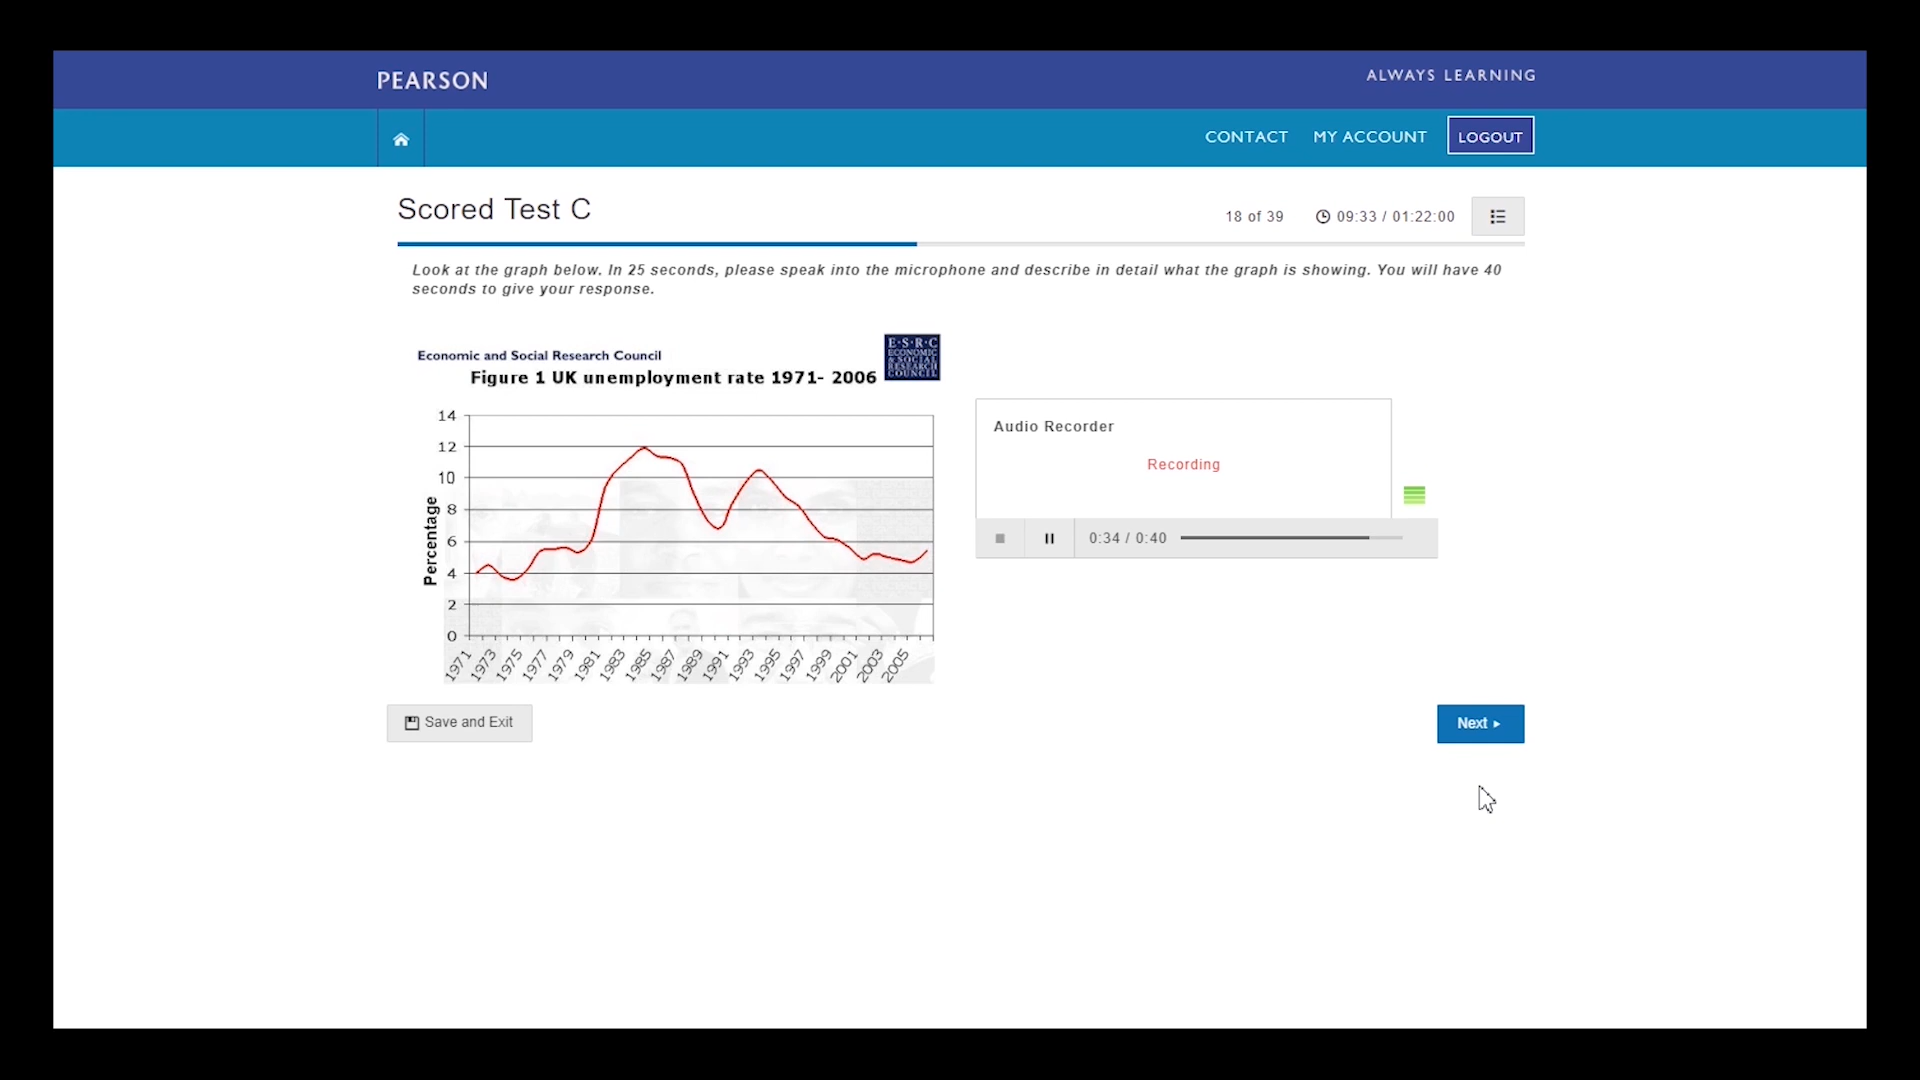 PEARSON
ALWAYS LEARNING
CONTACT
MY ACCOUNT
LOGOUT
Scored Test C
18 of 39
09:33 / 01:22:00
Look at the graph below. In 25 seconds, please speak into the microphone and describe in detail what the graph is showing. You will have 40
seconds to give your response.
Economic and Social Research Council
E·S·R·C
ECONOMIC
& SOCIAL
RESEARCH
COUNCIL
Figure 1 UK unemployment rate 1971- 2006
Percentage
14
12
10
8
6
4
2
0
1971
1973
1975
1977
1979
1981
1983
1985
1987
1989
1991
1993
1995
1997
1999
2001
2003
2005
Audio Recorder
Recording
0:34 / 0:40
Save and Exit
Next